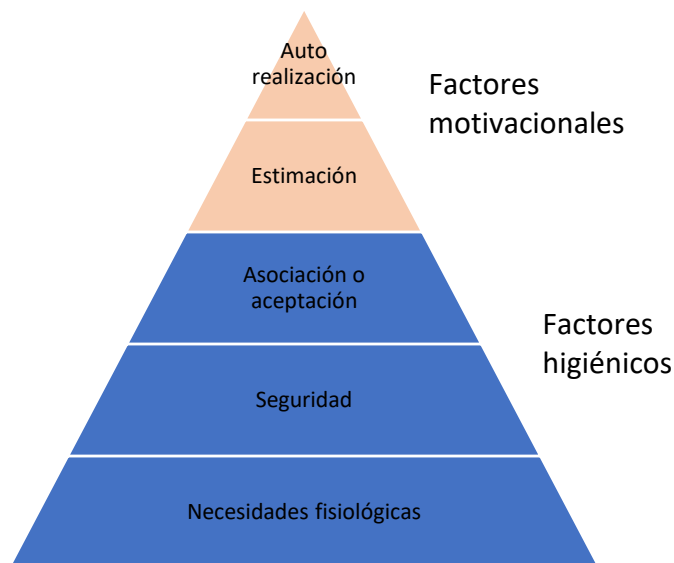 Auto
realización
Factores
motivacionales
Estimación
Asociación o
aceptación
Factores
higiénicos
Seguridad
Necesidades fisiológicas